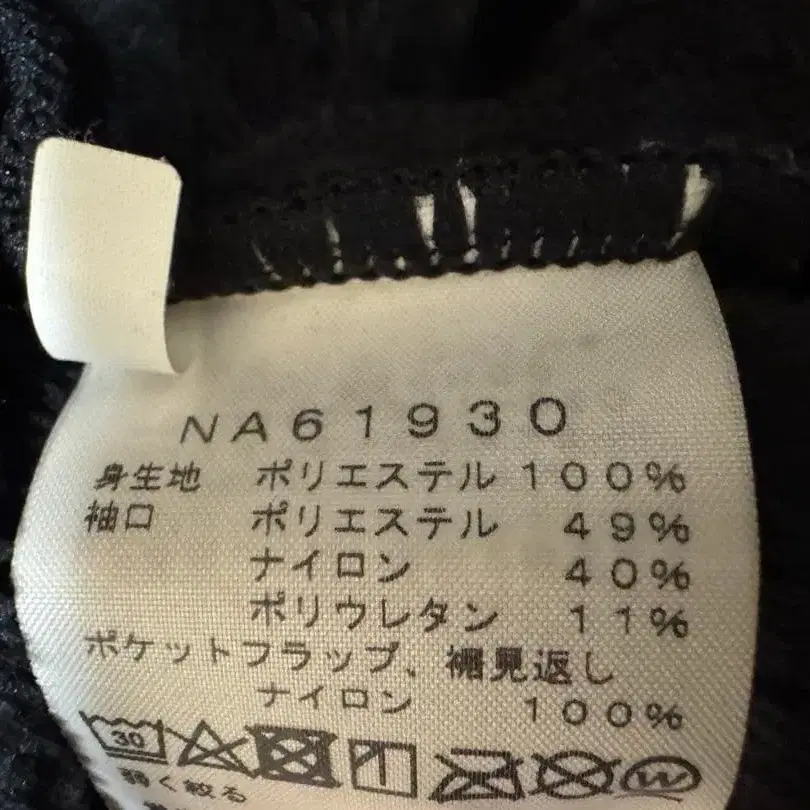 NA61930
身生地 ポリエステル 100%
袖口 ポリエステル 49%
ナイロン 40%
ポリウレタン 11%
ポケットフラップ、裾見返し
ナイロン 100%
30 W
弱く絞る